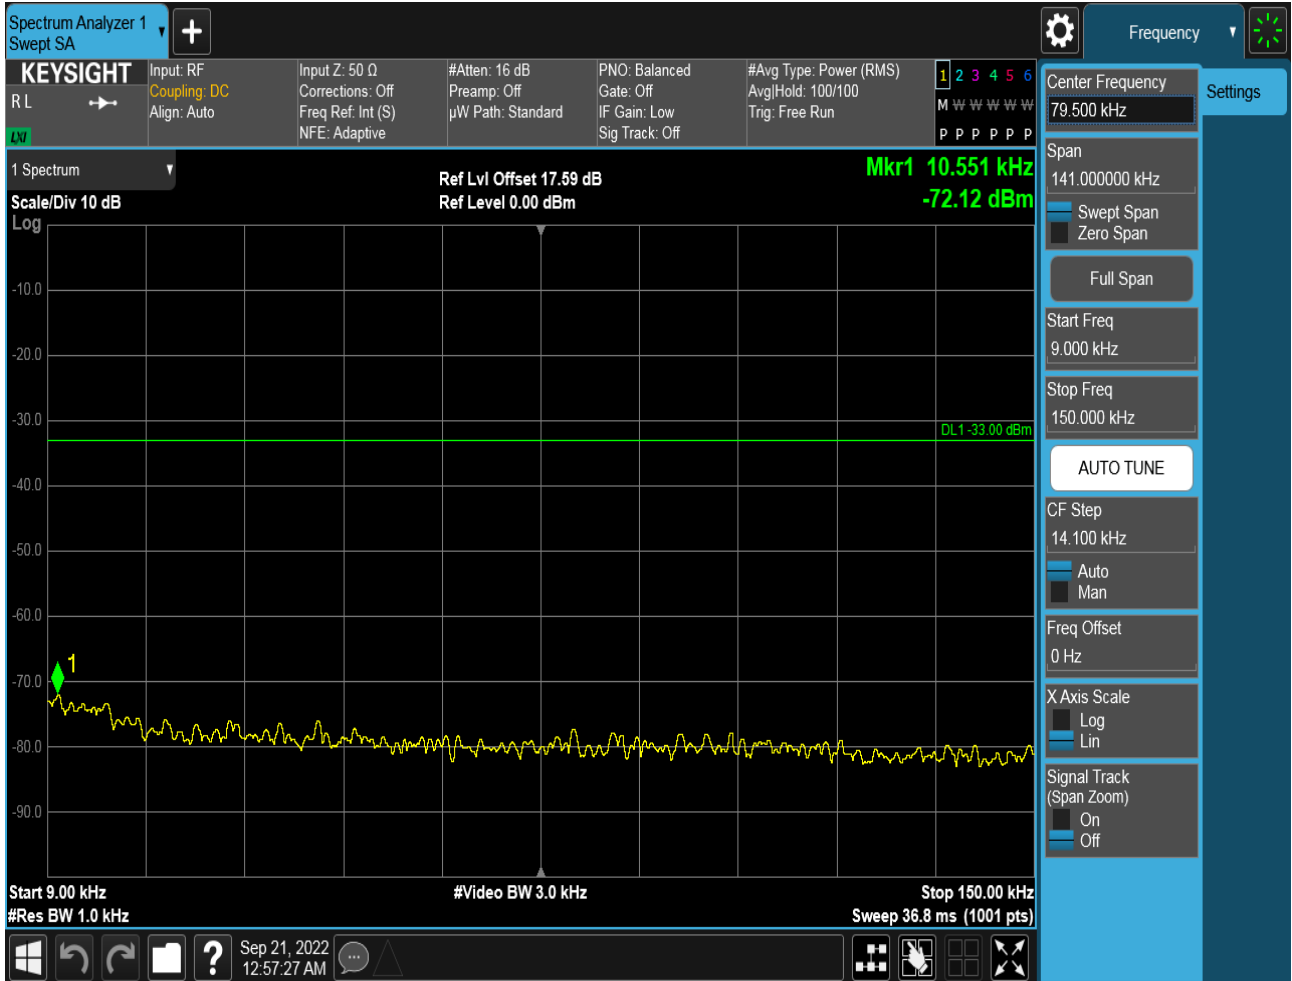 Spectrum Analyzer 1
Swept SA
Frequency
KEYSIGHT
R L
LXI
Input: RF
Coupling: DC
Align: Auto
Input Z: 50 Ω
Corrections: Off
Freq Ref: Int (S)
NFE: Adaptive
#Atten: 16 dB
Preamp: Off
µW Path: Standard
PNO: Balanced
Gate: Off
IF Gain: Low
Sig Track: Off
#Avg Type: Power (RMS)
Avg|Hold: 100/100
Trig: Free Run
1 2 3 4 5 6
M W W W W W
P P P P P P
1 Spectrum
Scale/Div 10 dB
Log
Ref Lvl Offset 17.59 dB
Ref Level 0.00 dBm
Mkr1 10.551 kHz
-72.12 dBm
-10.0
-20.0
-30.0
DL1 -33.00 dBm
-40.0
-50.0
-60.0
1
-70.0
-80.0
-90.0
Start 9.00 kHz
#Video BW 3.0 kHz
Stop 150.00 kHz
#Res BW 1.0 kHz
Sweep 36.8 ms (1001 pts)
?
Sep 21, 2022
12:57:27 AM
Center Frequency
79.500 kHz
Settings
Span
141.000000 kHz
Swept Span
Zero Span
Full Span
Start Freq
9.000 kHz
Stop Freq
150.000 kHz
AUTO TUNE
CF Step
14.100 kHz
Auto
Man
Freq Offset
0 Hz
X Axis Scale
Log
Lin
Signal Track
(Span Zoom)
On
Off